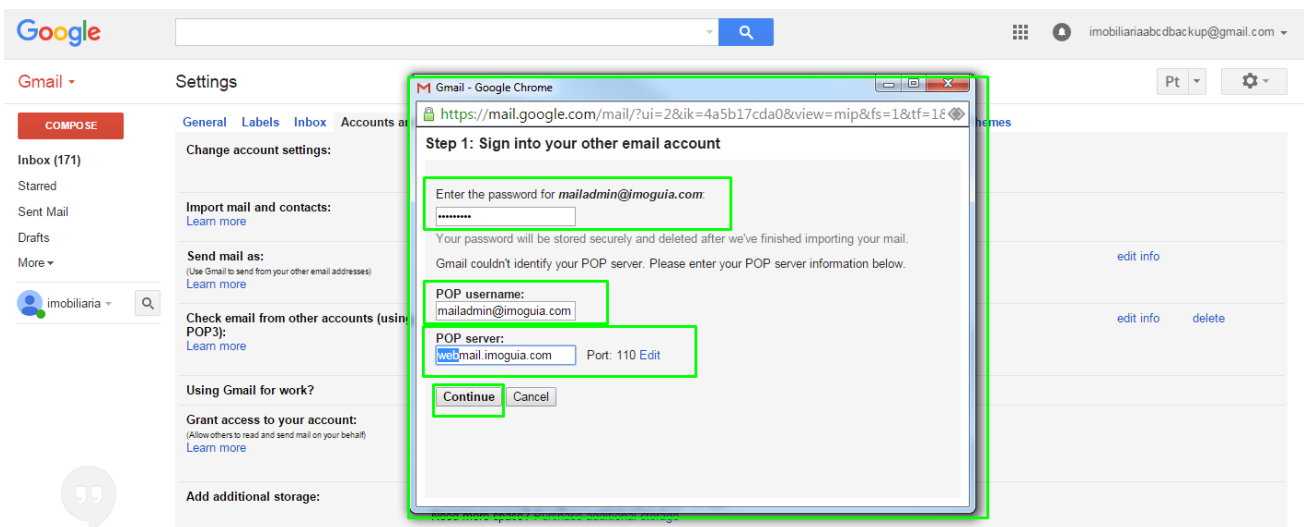 Google
imobiliariaabcdbackup@gmail.com
Gmail
Settings
Pt
COMPOSE
General Labels Inbox Accounts a
hemes
Inbox (171)
Starred
Sent Mail
Drafts
More
imobiliaria
Change account settings:
Import mail and contacts:
Learn more
Send mail as:
(Use Gmail to send from your other email addresses)
Learn more
edit info
Check email from other accounts (using
POP3):
Learn more
edit info delete
Using Gmail for work?
Grant access to your account:
(Allow others to read and send mail on your behalf)
Learn more
Add additional storage:
Gmail - Google Chrome
https://mail.google.com/mail/?ui=2&ik=4a5b17cda0&view=mip&fs=1&tf=1&
Step 1: Sign into your other email account
Enter the password for mailadmin@imoguia.com:
•••••••••
Your password will be stored securely and deleted after we've finished importing your mail.
Gmail couldn't identify your POP server. Please enter your POP server information below.
POP username:
mailadmin@imoguia.com
POP server:
webmail.imoguia.com Port: 110 Edit
Continue Cancel
Need more space? Purchase additional storage